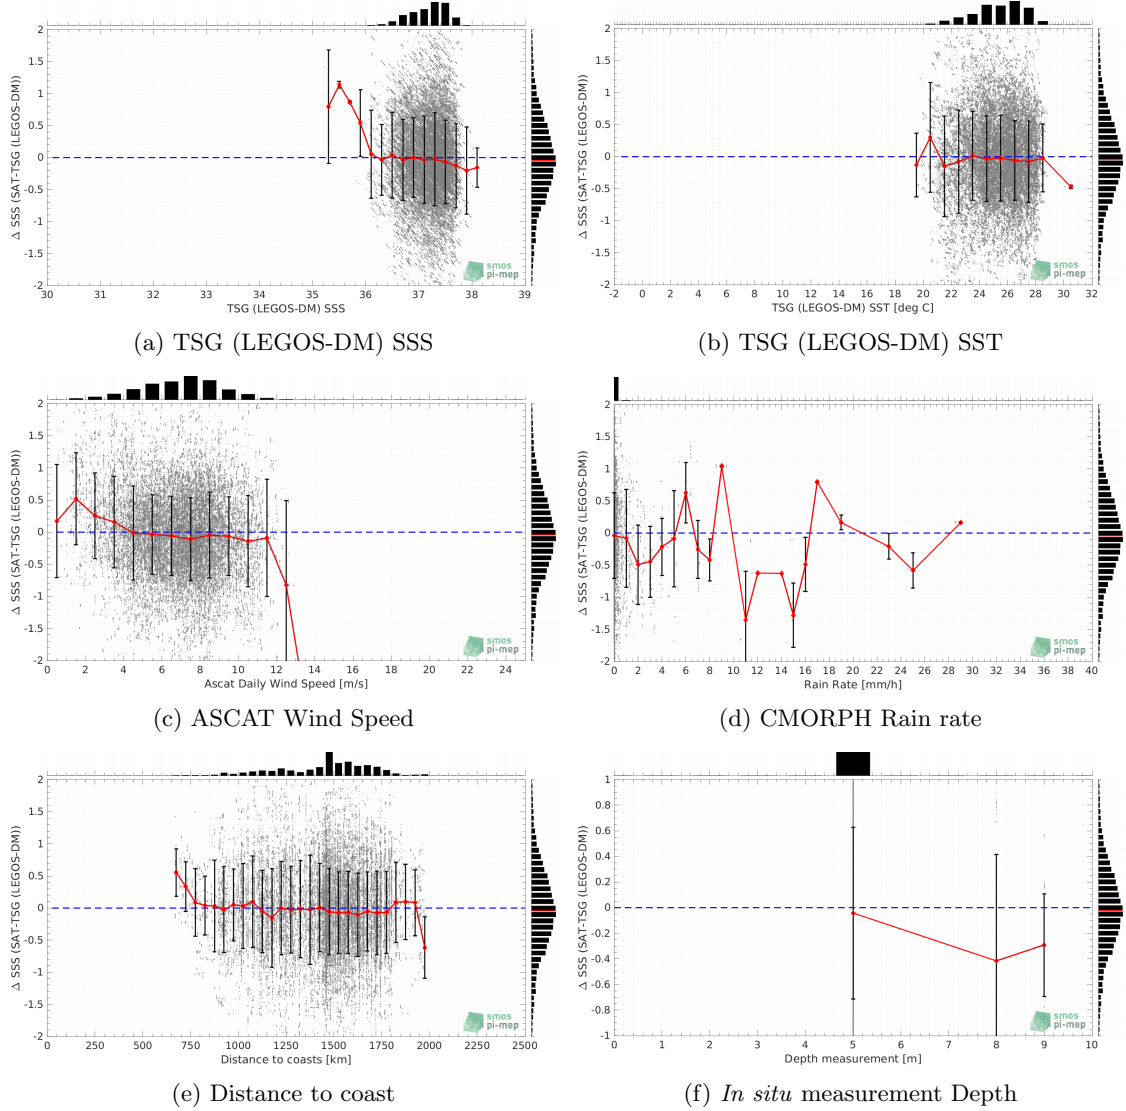 2
1.5
1
0.5
0
-0.5
-1
-1.5
-2
Δ SSS (SAT-TSG (LEGOS-DM))
30 31 32 33 34 35 36 37 38 39
TSG (LEGOS-DM) SSS
smos
pi-mep
(a) TSG (LEGOS-DM) SSS
2
1.5
1
0.5
0
-0.5
-1
-1.5
-2
Δ SSS (SAT-TSG (LEGOS-DM))
-2 0 2 4 6 8 10 12 14 16 18 20 22 24 26 28 30 32
TSG (LEGOS-DM) SST [deg C]
smos
pi-mep
(b) TSG (LEGOS-DM) SST
2
1.5
1
0.5
0
-0.5
-1
-1.5
-2
Δ SSS (SAT-TSG (LEGOS-DM))
0 2 4 6 8 10 12 14 16 18 20 22 24
Ascat Daily Wind Speed [m/s]
smos
pi-mep
(c) ASCAT Wind Speed
2
1.5
1
0.5
0
-0.5
-1
-1.5
-2
Δ SSS (SAT-TSG (LEGOS-DM))
0 2 4 6 8 10 12 14 16 18 20 22 24 26 28 30 32 34 36 38 40
Rain Rate [mm/h]
smos
pi-mep
(d) CMORPH Rain rate
2
1.5
1
0.5
0
-0.5
-1
-1.5
-2
Δ SSS (SAT-TSG (LEGOS-DM))
0 250 500 750 1000 1250 1500 1750 2000 2250 2500
Distance to coasts [km]
smos
pi-mep
(e) Distance to coast
1
0.8
0.6
0.4
0.2
0
-0.2
-0.4
-0.6
-0.8
-1
Δ SSS (SAT-TSG (LEGOS-DM))
0 1 2 3 4 5 6 7 8 9 10
Depth measurement [m]
smos
pi-mep
(f) In situ measurement Depth